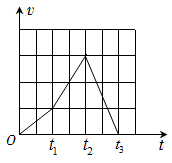 v
O t₁ t₂ t₃ t